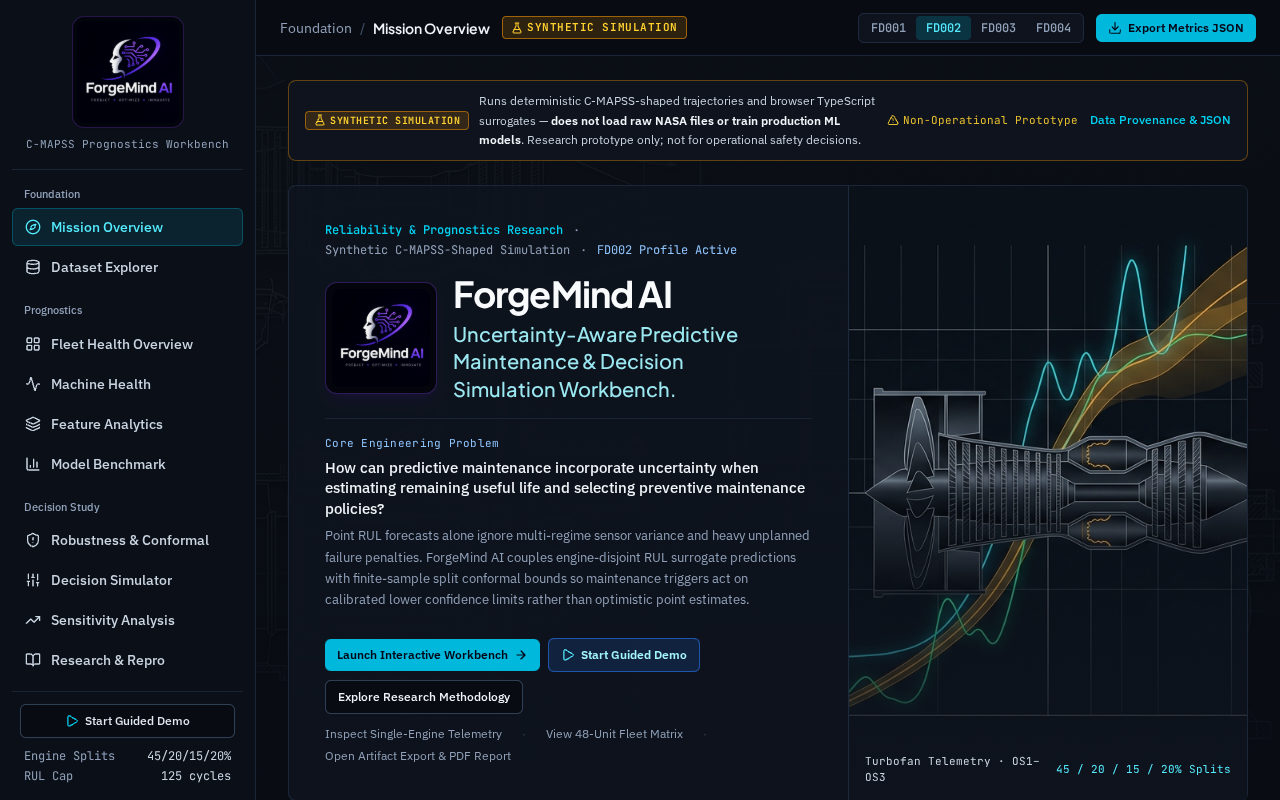 ForgeMind AI
PREDICT • OPTIMIZE • INNOVATE
C-MAPSS Prognostics Workbench
Foundation
Mission Overview
Dataset Explorer
Prognostics
Fleet Health Overview
Machine Health
Feature Analytics
Model Benchmark
Decision Study
Robustness & Conformal
Decision Simulator
Sensitivity Analysis
Research & Repro
Start Guided Demo
Engine Splits 45/20/15/20%
RUL Cap 125 cycles
Foundation / Mission Overview SYNTHETIC SIMULATION
FD001 FD002 FD003 FD004
Export Metrics JSON
SYNTHETIC SIMULATION
Runs deterministic C-MAPSS-shaped trajectories and browser TypeScript
surrogates — does not load raw NASA files or train production ML
models. Research prototype only; not for operational safety decisions.
Non-Operational Prototype
Data Provenance & JSON
Reliability & Prognostics Research ·
Synthetic C-MAPSS-Shaped Simulation · FD002 Profile Active
ForgeMind AI
PREDICT • OPTIMIZE • INNOVATE
ForgeMind AI
Uncertainty-Aware Predictive
Maintenance & Decision
Simulation Workbench.
Core Engineering Problem
How can predictive maintenance incorporate uncertainty when
estimating remaining useful life and selecting preventive maintenance
policies?
Point RUL forecasts alone ignore multi-regime sensor variance and heavy unplanned
failure penalties. ForgeMind AI couples engine-disjoint RUL surrogate predictions
with finite-sample split conformal bounds so maintenance triggers act on
calibrated lower confidence limits rather than optimistic point estimates.
Launch Interactive Workbench →
Start Guided Demo
Explore Research Methodology
Inspect Single-Engine Telemetry · View 48-Unit Fleet Matrix ·
Open Artifact Export & PDF Report
Turbofan Telemetry · OS1–
OS3
45 / 20 / 15 / 20% Splits